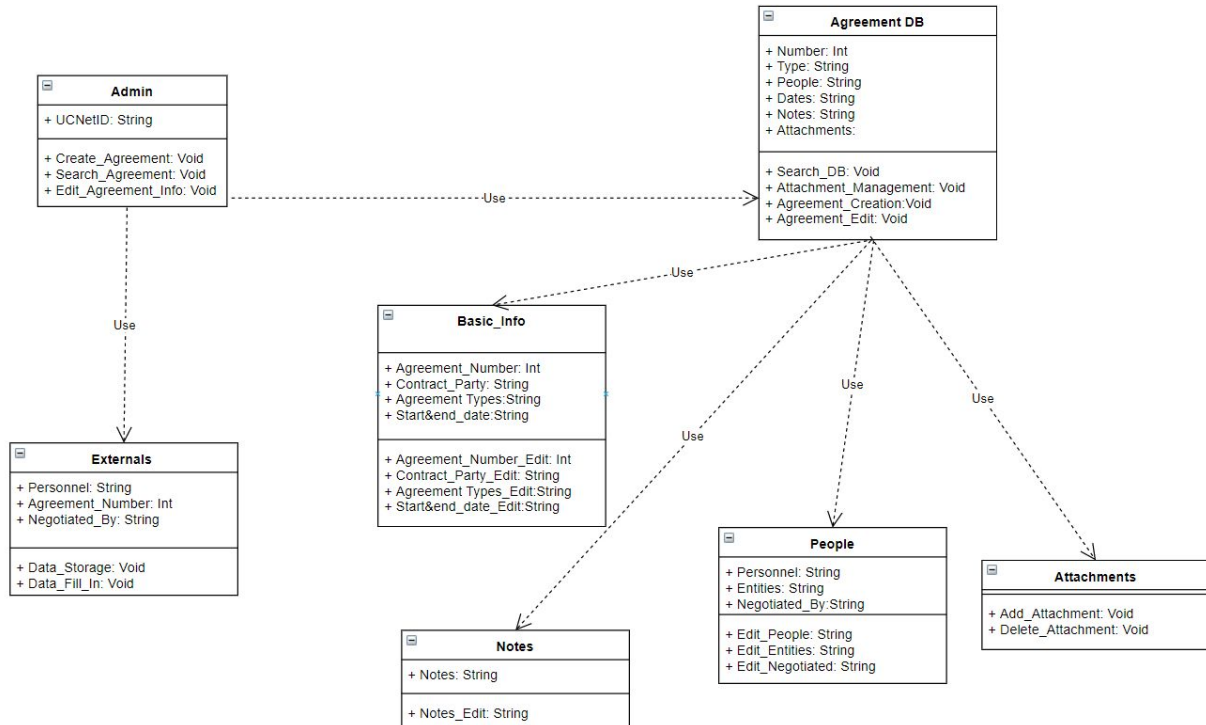 Agreement DB
+ Number: Int
+ Type: String
+ People: String
+ Dates: String
+ Notes: String
+ Attachments:
+ Search_DB: Void
+ Attachment_Management: Void
+ Agreement_Creation:Void
+ Agreement_Edit: Void
Admin
+ UCNetID: String
+ Create_Agreement: Void
+ Search_Agreement: Void
+ Edit_Agreement_Info: Void
Use
Use
Use
Use
Use
Use
Basic_Info
+ Agreement_Number: Int
+ Contract_Party: String
+ Agreement Types:String
+ Start&end_date:String
+ Agreement_Number_Edit: Int
+ Contract_Party_Edit: String
+ Agreement Types_Edit:String
+ Start&end_date_Edit:String
Externals
+ Personnel: String
+ Agreement_Number: Int
+ Negotiated_By: String
+ Data_Storage: Void
+ Data_Fill_In: Void
People
+ Personnel: String
+ Entities: String
+ Negotiated_By:String
+ Edit_People: String
+ Edit_Entities: String
+ Edit_Negotiated: String
Attachments
+ Add_Attachment: Void
+ Delete_Attachment: Void
Notes
+ Notes: String
+ Notes_Edit: String